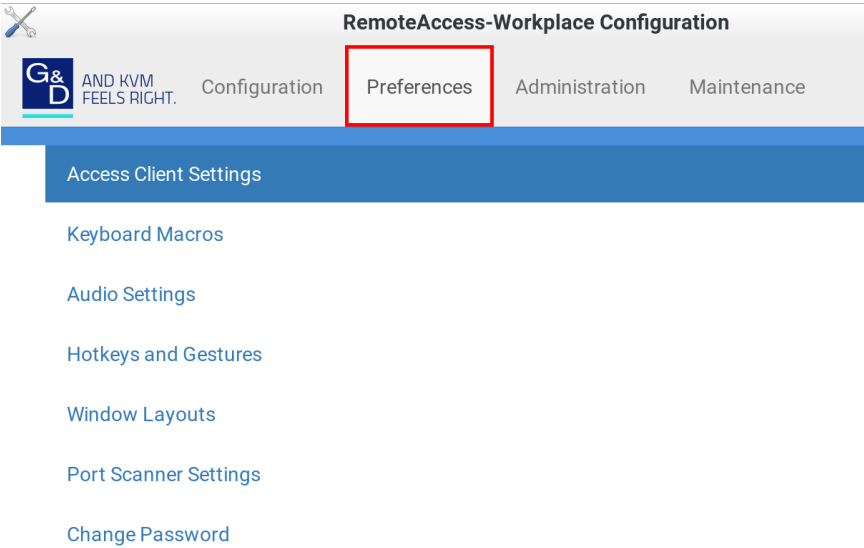 RemoteAccess-Workplace Configuration
G&D
AND KVM
FEELS RIGHT.
Configuration
Preferences
Administration
Maintenance
Access Client Settings
Keyboard Macros
Audio Settings
Hotkeys and Gestures
Window Layouts
Port Scanner Settings
Change Password